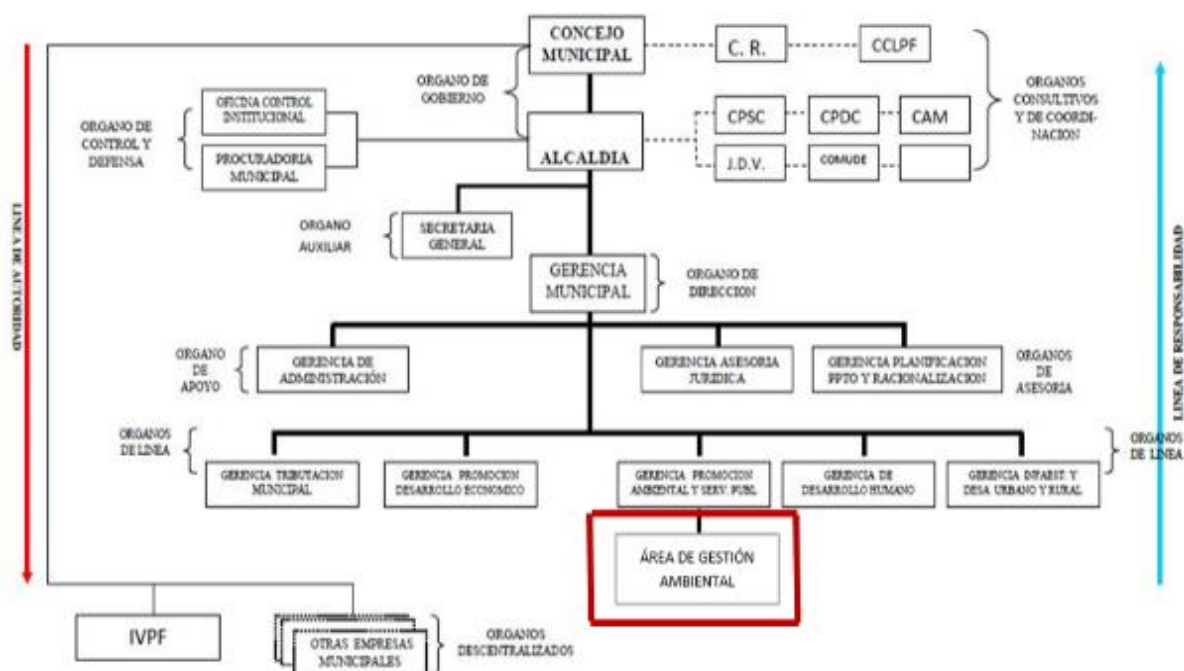 CONCEJO
MUNICIPAL
C. R.
CCLPF
ORGANO DE
GOBIERNO
ORGANOS
CONSULTIVOS
Y DE COORDI-
NACION
OFICINA CONTROL
INSTITUCIONAL
ORGANO DE
CONTROL Y
DEFENSA
PROCURADORIA
MUNICIPAL
CPSC
CPDC
CAM
ALCALDIA
J.D.V.
COMUDE
LINEA DE AUTORIDAD
LINEA DE RESPONSABILIDAD
ORGANO
AUXILIAR
SECRETARIA
GENERAL
GERENCIA
MUNICIPAL
ORGANO DE
DIRECCION
ORGANO
DE
APOYO
GERENCIA DE
ADMINISTRACIÓN
GERENCIA ASESORIA
JURIDICA
GERENCIA PLANIFICACION
PPTO Y RACIONALIZACION
ORGANOS
DE
ASESORIA
ORGANOS
DE LINEA
GERENCIA TRIBUTACION
MUNICIPAL
GERENCIA PROMOCION
DESARROLLO ECONOMICO
GERENCIA PROMOCION
AMBIENTAL Y SERV. PUBL.
GERENCIA DE
DESARROLLO HUMANO
GERENCIA INFAEST. Y
DESA. URBANO Y RURAL
ORGANOS
DE LINEA
ÁREA DE GESTIÓN
AMBIENTAL
IVPF
OTRAS EMPRESAS
MUNICIPALES
ORGANOS
DESCENTRALIZADOS